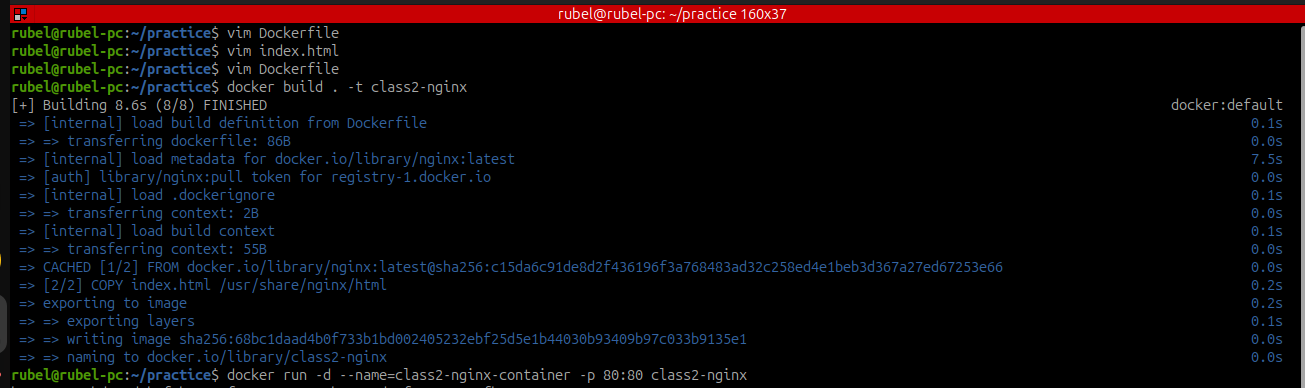 rubel@rubel-pc: ~/practice 160x37
rubel@rubel-pc:~/practice$ vim Dockerfile
rubel@rubel-pc:~/practice$ vim index.html
rubel@rubel-pc:~/practice$ vim Dockerfile
rubel@rubel-pc:~/practice$ docker build . -t class2-nginx
[+] Building 8.6s (8/8) FINISHED docker:default
=> [internal] load build definition from Dockerfile 0.1s
=> => transferring dockerfile: 86B 0.0s
=> [internal] load metadata for docker.io/library/nginx:latest 7.5s
=> [auth] library/nginx:pull token for registry-1.docker.io 0.0s
=> [internal] load .dockerignore 0.1s
=> => transferring context: 2B 0.0s
=> [internal] load build context 0.1s
=> => transferring context: 55B 0.0s
=> CACHED [1/2] FROM docker.io/library/nginx:latest@sha256:c15da6c91de8d2f436196f3a768483ad32c258ed4e1beb3d367a27ed67253e66 0.0s
=> [2/2] COPY index.html /usr/share/nginx/html 0.2s
=> exporting to image 0.2s
=> => exporting layers 0.1s
=> => writing image sha256:68bc1daad4b0f733b1bd002405232ebf25d5e1b44030b93409b97c033b9135e1 0.0s
=> => naming to docker.io/library/class2-nginx 0.0s
rubel@rubel-pc:~/practice$ docker run -d --name=class2-nginx-container -p 80:80 class2-nginx